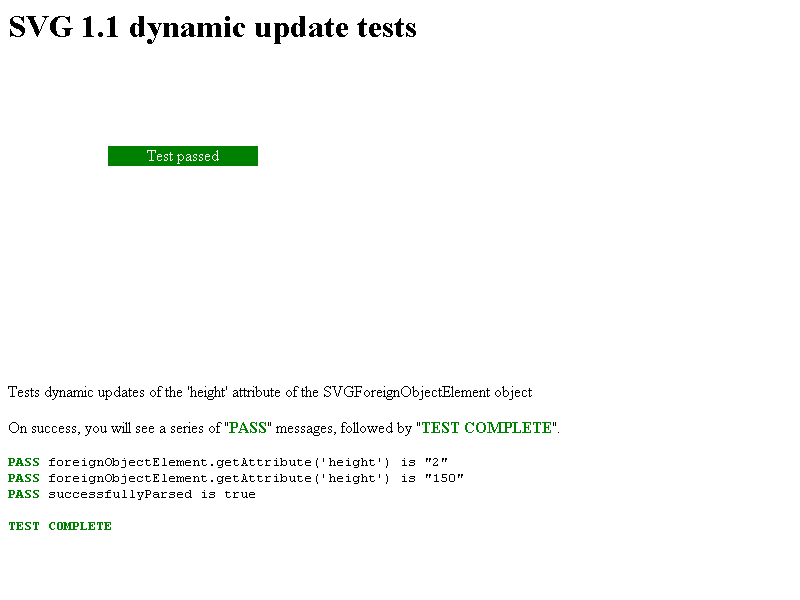 SVG 1.1 dynamic update tests
Test passed
Tests dynamic updates of the 'height' attribute of the SVGForeignObjectElement object
On success, you will see a series of "PASS" messages, followed by "TEST COMPLETE".
PASS foreignObjectElement.getAttribute('height') is "2"
PASS foreignObjectElement.getAttribute('height') is "150"
PASS successfullyParsed is true
TEST COMPLETE